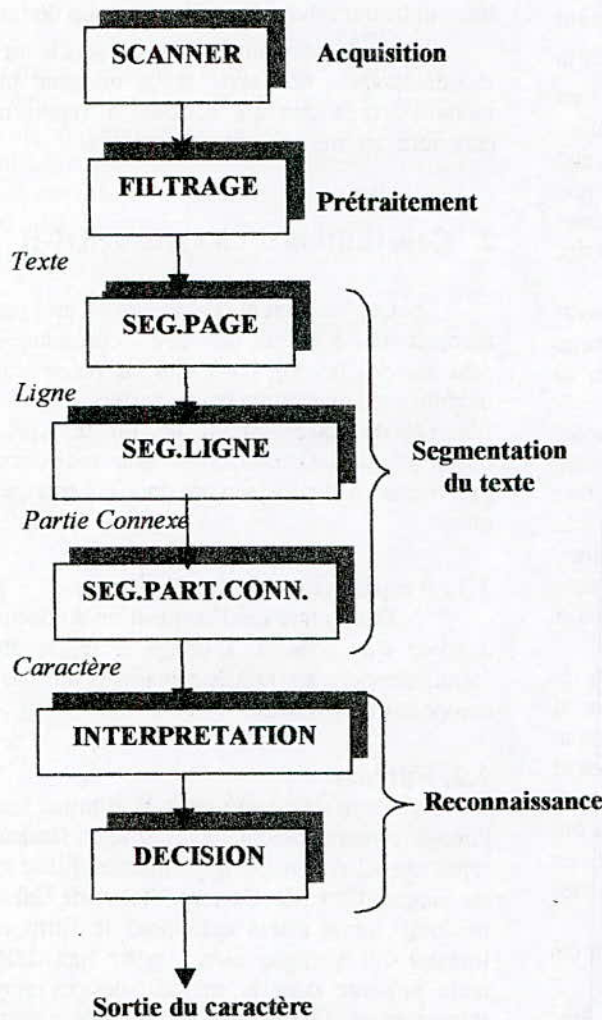 SCANNER
Acquisition
FILTRAGE
Prétraitement
Texte
SEG.PAGE
Ligne
SEG.LIGNE
Segmentation
du texte
Partie Connexe
SEG.PART.CONN.
Caractère
INTERPRETATION
Reconnaissance
DECISION
Sortie du caractère